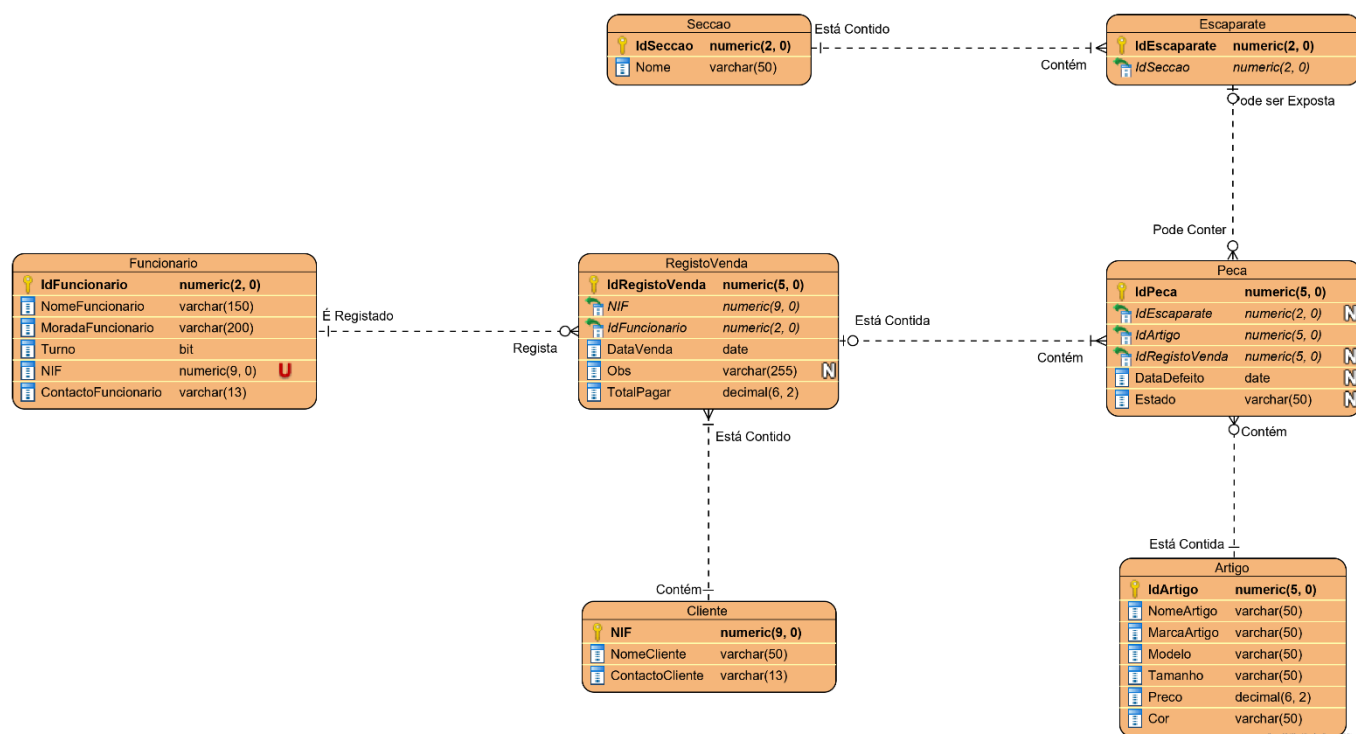 Seccao
IdSeccao numeric(2, 0)
Nome varchar(50)
Está Contido
Contém
Escaparate
IdEscaparate numeric(2, 0)
IdSeccao numeric(2, 0)
ode ser Exposta
Pode Conter
Funcionario
IdFuncionario numeric(2, 0)
NomeFuncionario varchar(150)
MoradaFuncionario varchar(200)
Turno bit
NIF numeric(9, 0) U
ContactoFuncionario varchar(13)
É Registado
Regista
RegistoVenda
IdRegistoVenda numeric(5, 0)
NIF numeric(9, 0)
IdFuncionario numeric(2, 0)
DataVenda date
Obs varchar(255) N
TotalPagar decimal(6, 2)
Está Contida
Contém
Peca
IdPeca numeric(5, 0)
IdEscaparate numeric(2, 0) N
IdArtigo numeric(5, 0)
IdRegistoVenda numeric(5, 0) N
DataDefeito date N
Estado varchar(50) N
Está Contido
Contém
Contém
Está Contida
Cliente
NIF numeric(9, 0)
NomeCliente varchar(50)
ContactoCliente varchar(13)
Artigo
IdArtigo numeric(5, 0)
NomeArtigo varchar(50)
MarcaArtigo varchar(50)
Modelo varchar(50)
Tamanho varchar(50)
Preco decimal(6, 2)
Cor varchar(50)